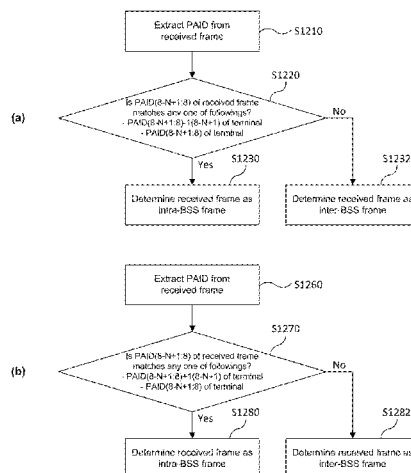 Extract PAID from
received frame
S1210
S1220
Is PAID(8-N+1:8) of received frame
matches any one of followings?
- PAID(8-N+1:8)-1(8-N+1) of terminal
- PAID(8-N+1:8) of terminal
No
(a)
Yes
S1230
S1232
Determine received frame as
intra-BSS frame
Determine received frame as
inter-BSS frame
Extract PAID from
received frame
S1260
S1270
Is PAID(8-N+1:8) of received frame
matches any one of followings?
- PAID(8-N+1:8)+1(8-N+1) of terminal
- PAID(8-N+1:8) of terminal
No
(b)
Yes
S1280
S1282
Determine received frame as
intra-BSS frame
Determine received frame as
inter-BSS frame